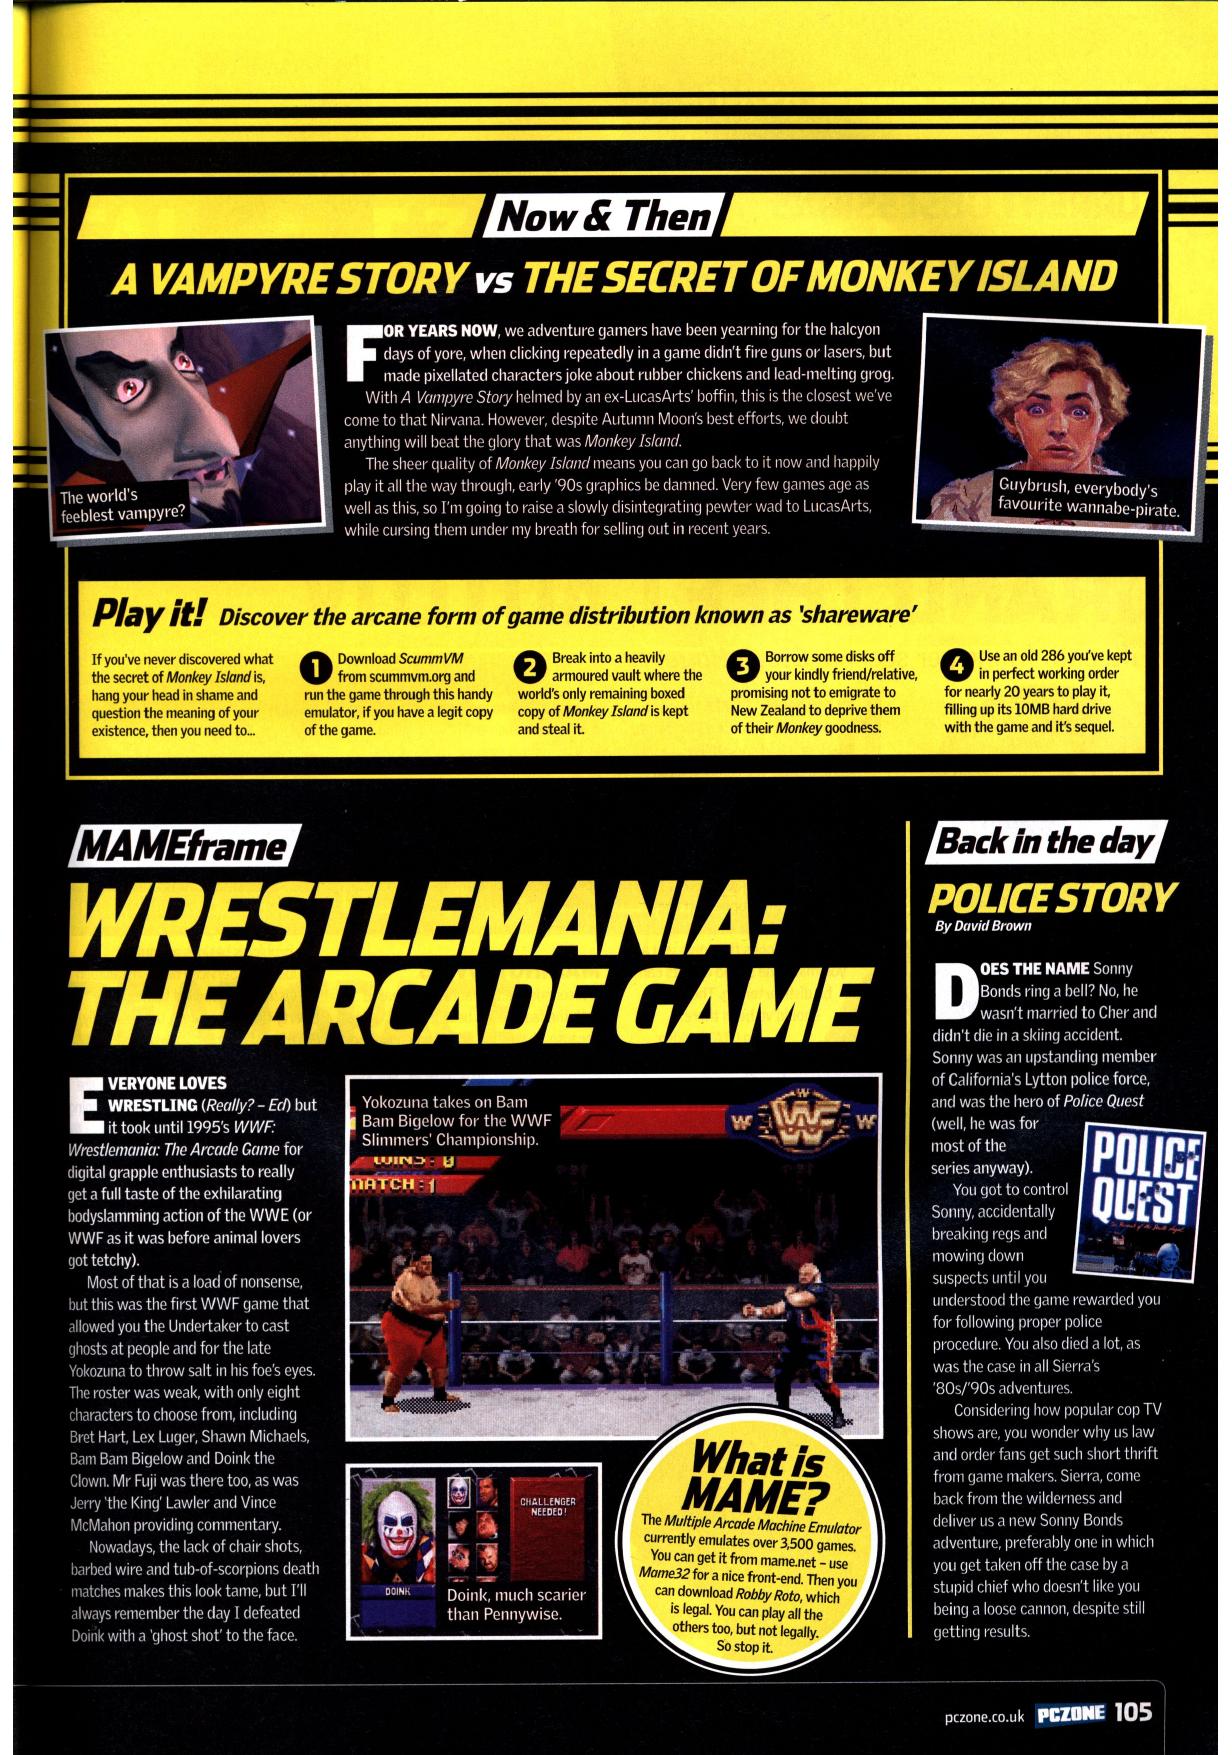 Now & Then
A VAMPYRE STORY vs THE SECRET OF MONKEY ISLAND
FOR YEARS NOW, we adventure gamers have been yearning for the halcyon
days of yore, when clicking repeatedly in a game didn't fire guns or lasers, but
made pixellated characters joke about rubber chickens and lead-melting grog.
With A Vampyre Story helmed by an ex-LucasArts' boffin, this is the closest we've
come to that Nirvana. However, despite Autumn Moon's best efforts, we doubt
anything will beat the glory that was Monkey Island.
The sheer quality of Monkey Island means you can go back to it now and happily
play it all the way through, early '90s graphics be damned. Very few games age as
well as this, so I'm going to raise a slowly disintegrating pewter wad to LucasArts,
while cursing them under my breath for selling out in recent years.
The world's
feeblest vampyre?
Guybrush, everybody's
favourite wannabe-pirate.
Play it! Discover the arcane form of game distribution known as 'shareware'
If you've never discovered what
the secret of Monkey Island is,
hang your head in shame and
question the meaning of your
existence, then you need to...
1 Download ScummVM
from scummvm.org and
run the game through this handy
emulator, if you have a legit copy
of the game.
2 Break into a heavily
armoured vault where the
world's only remaining boxed
copy of Monkey Island is kept
and steal it.
3 Borrow some disks off
your kindly friend/relative,
promising not to emigrate to
New Zealand to deprive them
of their Monkey goodness.
4 Use an old 286 you've kept
in perfect working order
for nearly 20 years to play it,
filling up its 10MB hard drive
with the game and it's sequel.
MAMEframe
WRESTLEMANIA:
THE ARCADE GAME
EVERYONE LOVES
WRESTLING (Really? – Ed) but
it took until 1995's WWF:
Wrestlemania: The Arcade Game for
digital grapple enthusiasts to really
get a full taste of the exhilarating
bodyslamming action of the WWE (or
WWF as it was before animal lovers
got tetchy).
Most of that is a load of nonsense,
but this was the first WWF game that
allowed you the Undertaker to cast
ghosts at people and for the late
Yokozuna to throw salt in his foe's eyes.
The roster was weak, with only eight
characters to choose from, including
Bret Hart, Lex Luger, Shawn Michaels,
Bam Bam Bigelow and Doink the
Clown. Mr Fuji was there too, as was
Jerry 'the King' Lawler and Vince
McMahon providing commentary.
Nowadays, the lack of chair shots,
barbed wire and tub-of-scorpions death
matches makes this look tame, but I'll
always remember the day I defeated
Doink with a 'ghost shot' to the face.
Yokozuna takes on Bam
Bam Bigelow for the WWF
Slimmers' Championship.
W WF W
WINS: 0
MATCH: 1
CHALLENGER
NEEDED!
DOINK
Doink, much scarier
than Pennywise.
What is
MAME?
The Multiple Arcade Machine Emulator
currently emulates over 3,500 games.
You can get it from mame.net – use
Mame32 for a nice front-end. Then you
can download Robby Roto, which
is legal. You can play all the
others too, but not legally.
So stop it.
Back in the day
POLICE STORY
By David Brown
DOES THE NAME Sonny
Bonds ring a bell? No, he
wasn't married to Cher and
didn't die in a skiing accident.
Sonny was an upstanding member
of California's Lytton police force,
and was the hero of Police Quest
(well, he was for
most of the
series anyway).
You got to control
Sonny, accidentally
breaking regs and
mowing down
suspects until you
understood the game rewarded you
for following proper police
procedure. You also died a lot, as
was the case in all Sierra's
'80s/'90s adventures.
Considering how popular cop TV
shows are, you wonder why us law
and order fans get such short thrift
from game makers. Sierra, come
back from the wilderness and
deliver us a new Sonny Bonds
adventure, preferably one in which
you get taken off the case by a
stupid chief who doesn't like you
being a loose cannon, despite still
getting results.
POLICE
QUEST
pczone.co.uk PCZONE 105